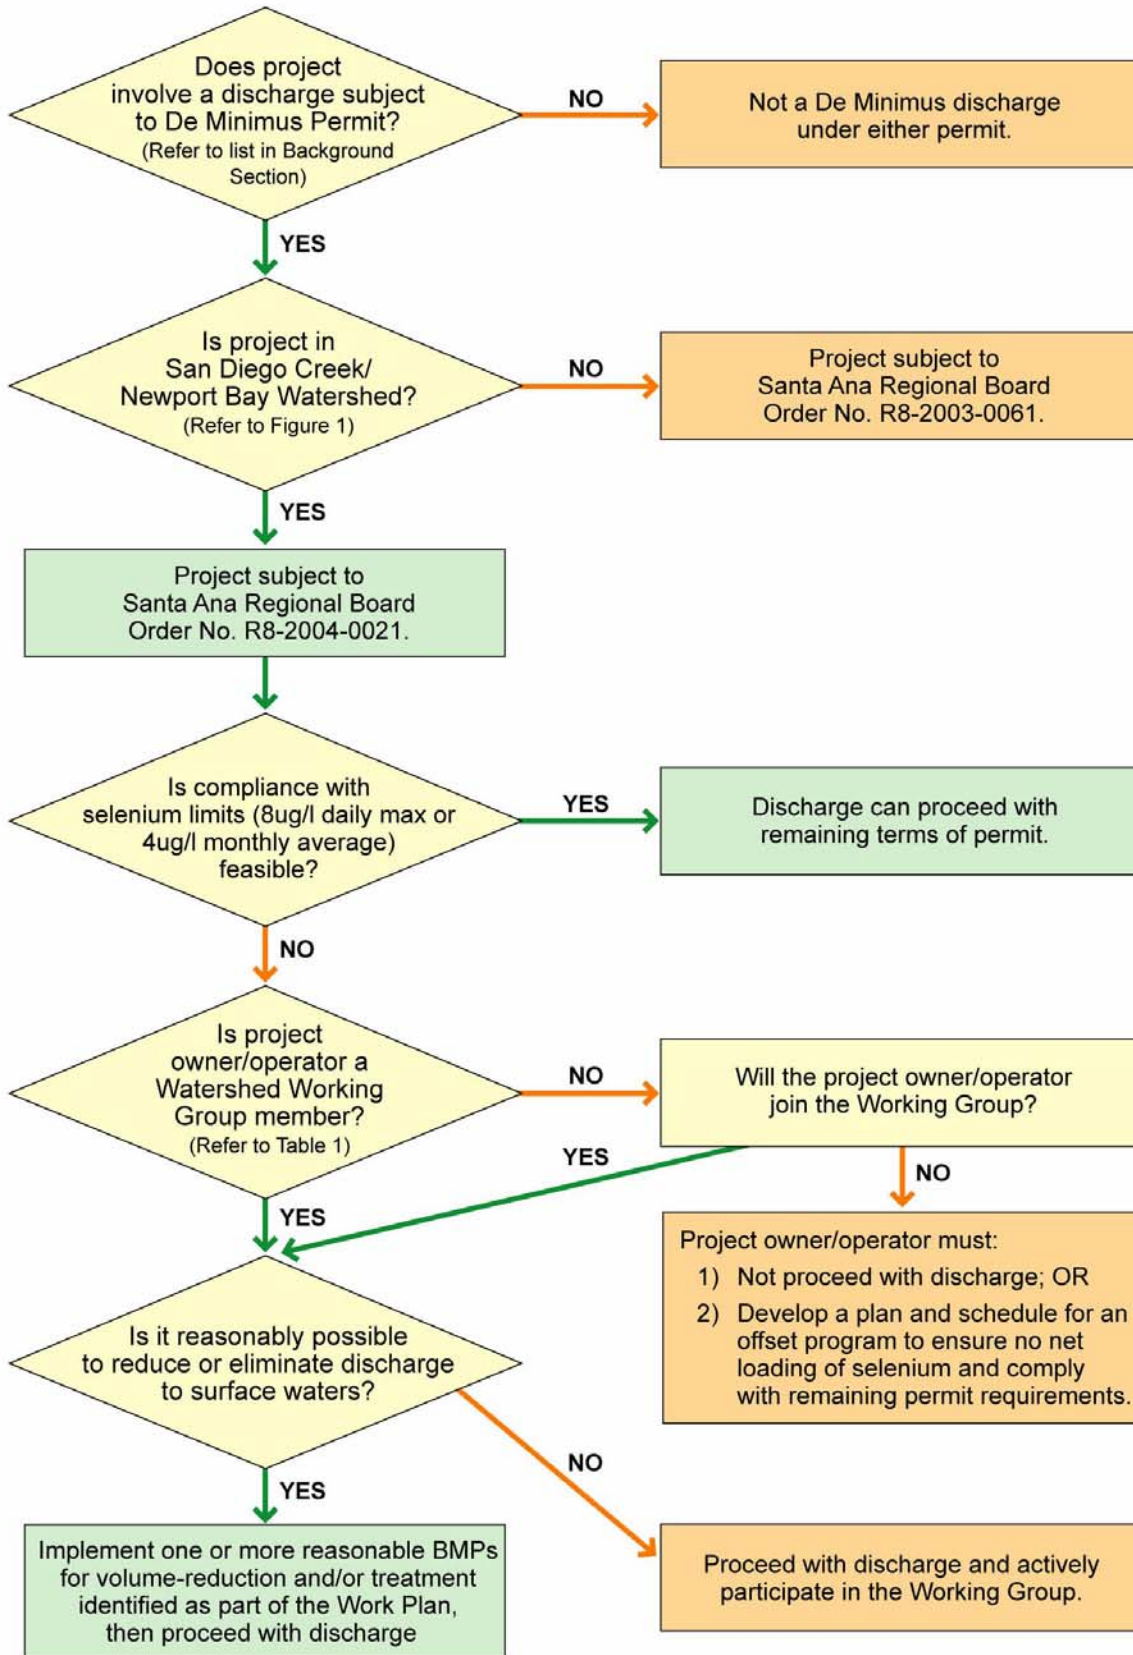 Does project
involve a discharge subject
to De Minimus Permit?
(Refer to list in Background
Section)
NO
Not a De Minimus discharge
under either permit.
YES
Is project in
San Diego Creek/
Newport Bay Watershed?
(Refer to Figure 1)
NO
Project subject to
Santa Ana Regional Board
Order No. R8-2003-0061.
YES
Project subject to
Santa Ana Regional Board
Order No. R8-2004-0021.
Is compliance with
selenium limits (8ug/l daily max or
4ug/l monthly average)
feasible?
YES
Discharge can proceed with
remaining terms of permit.
NO
Is project
owner/operator a
Watershed Working
Group member?
(Refer to Table 1)
NO
Will the project owner/operator
join the Working Group?
YES
NO
YES
Project owner/operator must:
1) Not proceed with discharge; OR
2) Develop a plan and schedule for an
offset program to ensure no net
loading of selenium and comply
with remaining permit requirements.
Is it reasonably possible
to reduce or eliminate discharge
to surface waters?
NO
YES
Implement one or more reasonable BMPs
for volume-reduction and/or treatment
identified as part of the Work Plan,
then proceed with discharge
Proceed with discharge and actively
participate in the Working Group.